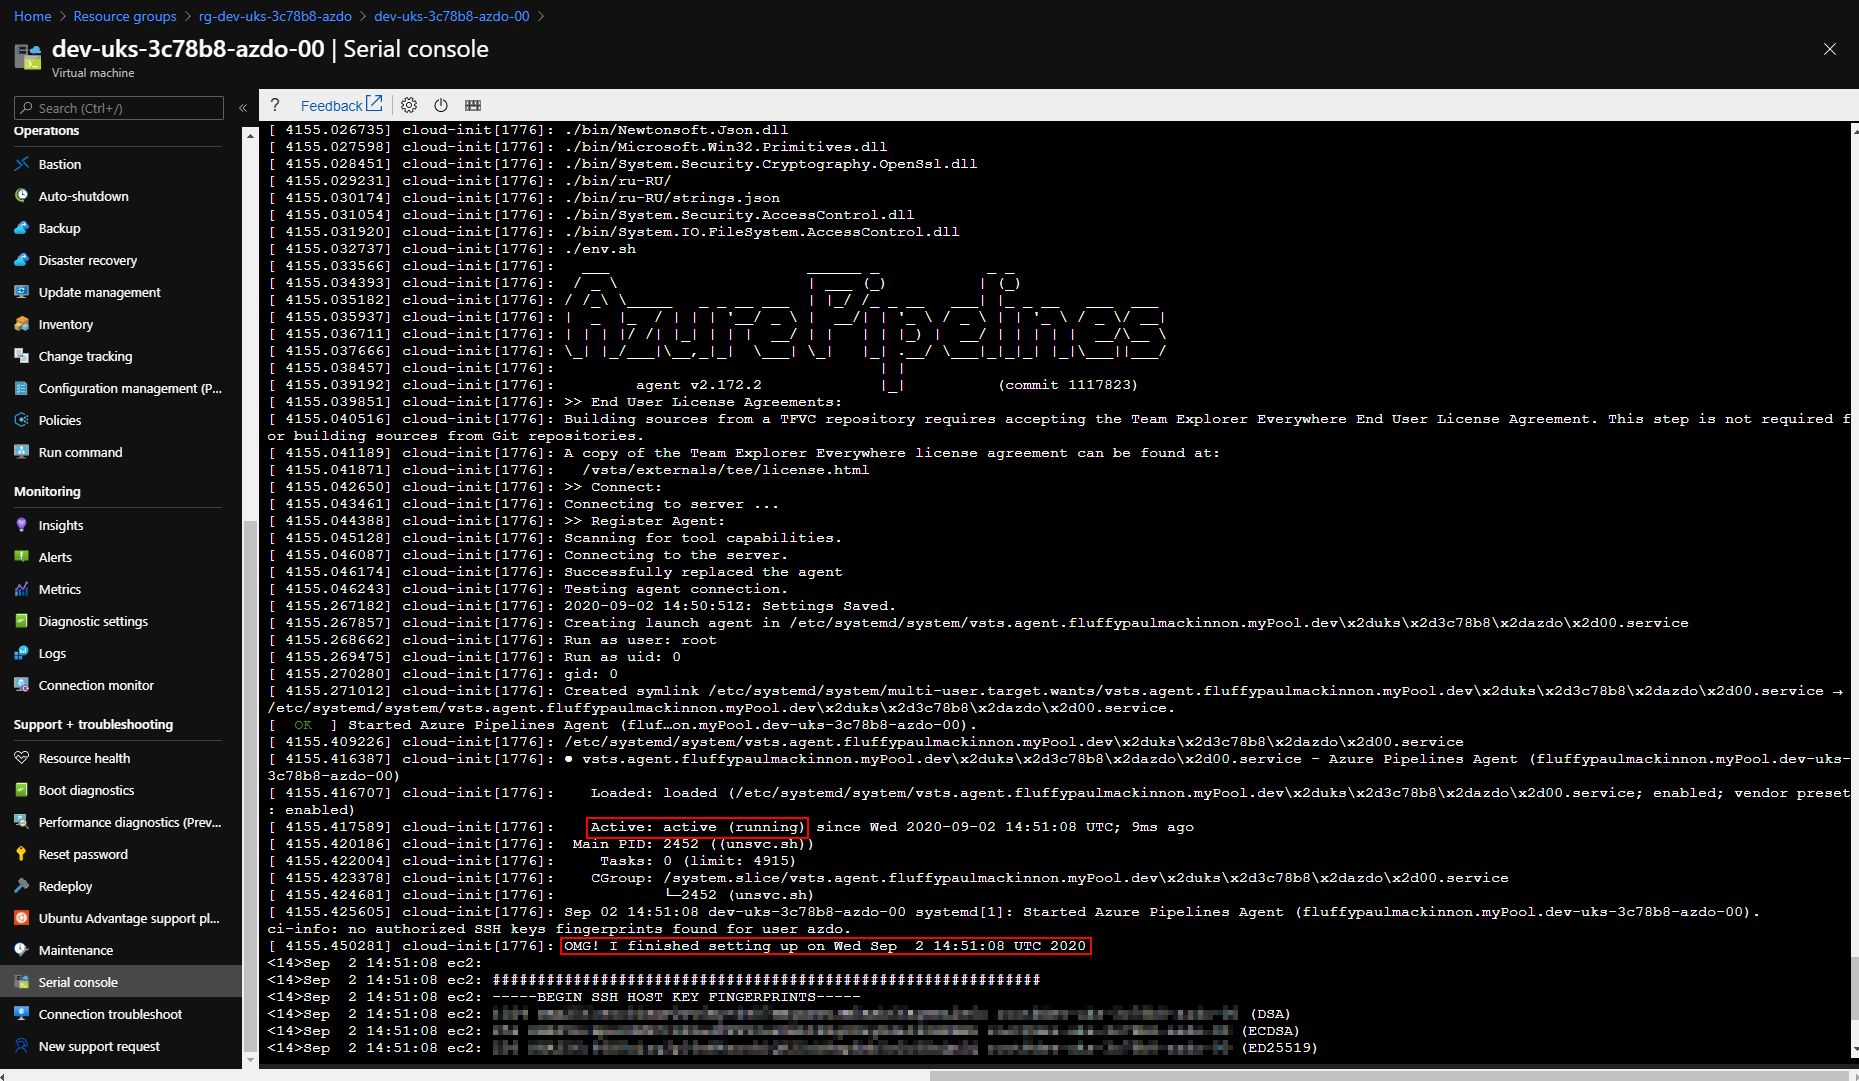 Home > Resource groups > rg-dev-uks-3c78b8-azdo > dev-uks-3c78b8-azdo-00 >
dev-uks-3c78b8-azdo-00 | Serial console
Virtual machine
Search (Ctrl+/)
«
Operations
Bastion
Auto-shutdown
Backup
Disaster recovery
Update management
Inventory
Change tracking
Configuration management (P...
Policies
Run command
Monitoring
Insights
Alerts
Metrics
Diagnostic settings
Logs
Connection monitor
Support + troubleshooting
Resource health
Boot diagnostics
Performance diagnostics (Prev...
Reset password
Redeploy
Ubuntu Advantage support pl...
Maintenance
Serial console
Connection troubleshoot
New support request
? Feedback
[ 4155.026735] cloud-init[1776]: ./bin/Newtonsoft.Json.dll
[ 4155.027598] cloud-init[1776]: ./bin/Microsoft.Win32.Primitives.dll
[ 4155.028451] cloud-init[1776]: ./bin/System.Security.Cryptography.OpenSsl.dll
[ 4155.029231] cloud-init[1776]: ./bin/ru-RU/
[ 4155.030174] cloud-init[1776]: ./bin/ru-RU/strings.json
[ 4155.031054] cloud-init[1776]: ./bin/System.Security.AccessControl.dll
[ 4155.031920] cloud-init[1776]: ./bin/System.IO.FileSystem.AccessControl.dll
[ 4155.032737] cloud-init[1776]: ./env.sh
[ 4155.033566] cloud-init[1776]:
[ 4155.034393] cloud-init[1776]:
[ 4155.035182] cloud-init[1776]:
[ 4155.035937] cloud-init[1776]: AzurePipelines
[ 4155.036711] cloud-init[1776]:
[ 4155.037666] cloud-init[1776]:
[ 4155.038457] cloud-init[1776]:
[ 4155.039192] cloud-init[1776]: agent v2.172.2 (commit 1117823)
[ 4155.039851] cloud-init[1776]: >> End User License Agreements:
[ 4155.040516] cloud-init[1776]: Building sources from a TFVC repository requires accepting the Team Explorer Everywhere End User License Agreement. This step is not required f
or building sources from Git repositories.
[ 4155.041189] cloud-init[1776]: A copy of the Team Explorer Everywhere license agreement can be found at:
[ 4155.041871] cloud-init[1776]: /vsts/externals/tee/license.html
[ 4155.042650] cloud-init[1776]: >> Connect:
[ 4155.043461] cloud-init[1776]: Connecting to server ...
[ 4155.044388] cloud-init[1776]: >> Register Agent:
[ 4155.045128] cloud-init[1776]: Scanning for tool capabilities.
[ 4155.046087] cloud-init[1776]: Connecting to the server.
[ 4155.046174] cloud-init[1776]: Successfully replaced the agent
[ 4155.046243] cloud-init[1776]: Testing agent connection.
[ 4155.267182] cloud-init[1776]: 2020-09-02 14:50:51Z: Settings Saved.
[ 4155.267857] cloud-init[1776]: Creating launch agent in /etc/systemd/system/vsts.agent.fluffypaulmackinnon.myPool.dev\x2duks\x2d3c78b8\x2dazdo\x2d00.service
[ 4155.268662] cloud-init[1776]: Run as user: root
[ 4155.269475] cloud-init[1776]: Run as uid: 0
[ 4155.270280] cloud-init[1776]: gid: 0
[ 4155.271012] cloud-init[1776]: Created symlink /etc/systemd/system/multi-user.target.wants/vsts.agent.fluffypaulmackinnon.myPool.dev\x2duks\x2d3c78b8\x2dazdo\x2d00.service →
/etc/systemd/system/vsts.agent.fluffypaulmackinnon.myPool.dev\x2duks\x2d3c78b8\x2dazdo\x2d00.service.
[  OK  ] Started Azure Pipelines Agent (fluf…on.myPool.dev-uks-3c78b8-azdo-00).
[ 4155.409226] cloud-init[1776]: /etc/systemd/system/vsts.agent.fluffypaulmackinnon.myPool.dev\x2duks\x2d3c78b8\x2dazdo\x2d00.service
[ 4155.416387] cloud-init[1776]: ● vsts.agent.fluffypaulmackinnon.myPool.dev\x2duks\x2d3c78b8\x2dazdo\x2d00.service - Azure Pipelines Agent (fluffypaulmackinnon.myPool.dev-uks-
3c78b8-azdo-00)
[ 4155.416707] cloud-init[1776]: Loaded: loaded (/etc/systemd/system/vsts.agent.fluffypaulmackinnon.myPool.dev\x2duks\x2d3c78b8\x2dazdo\x2d00.service; enabled; vendor preset
: enabled)
[ 4155.417589] cloud-init[1776]: Active: active (running) since Wed 2020-09-02 14:51:08 UTC; 9ms ago
[ 4155.420186] cloud-init[1776]: Main PID: 2452 ((unsvc.sh))
[ 4155.422004] cloud-init[1776]: Tasks: 0 (limit: 4915)
[ 4155.423378] cloud-init[1776]: CGroup: /system.slice/vsts.agent.fluffypaulmackinnon.myPool.dev\x2duks\x2d3c78b8\x2dazdo\x2d00.service
[ 4155.424681] cloud-init[1776]: └─2452 (unsvc.sh)
[ 4155.425605] cloud-init[1776]: Sep 02 14:51:08 dev-uks-3c78b8-azdo-00 systemd[1]: Started Azure Pipelines Agent (fluffypaulmackinnon.myPool.dev-uks-3c78b8-azdo-00).
ci-info: no authorized SSH keys fingerprints found for user azdo.
[ 4155.450281] cloud-init[1776]: OMG! I finished setting up on Wed Sep  2 14:51:08 UTC 2020
<14>Sep  2 14:51:08 ec2:
<14>Sep  2 14:51:08 ec2: #############################################################
<14>Sep  2 14:51:08 ec2: -----BEGIN SSH HOST KEY FINGERPRINTS-----
<14>Sep  2 14:51:08 ec2: (DSA)
<14>Sep  2 14:51:08 ec2: (ECDSA)
<14>Sep  2 14:51:08 ec2: (ED25519)